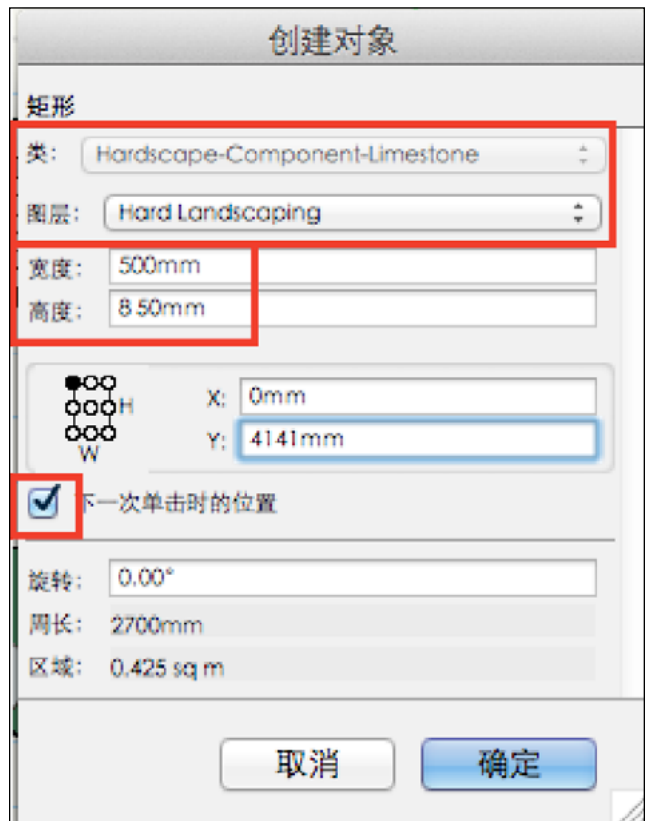 创建对象
矩形
类: Hardscape-Component-Limestone
图层: Hard Landscaping
宽度: 500mm
高度: 8 50mm
H X: 0mm
W Y: 4141mm
下一次单击时的位置
旋转: 0.00°
周长: 2700mm
区域: 0.425 sq m
取消 确定